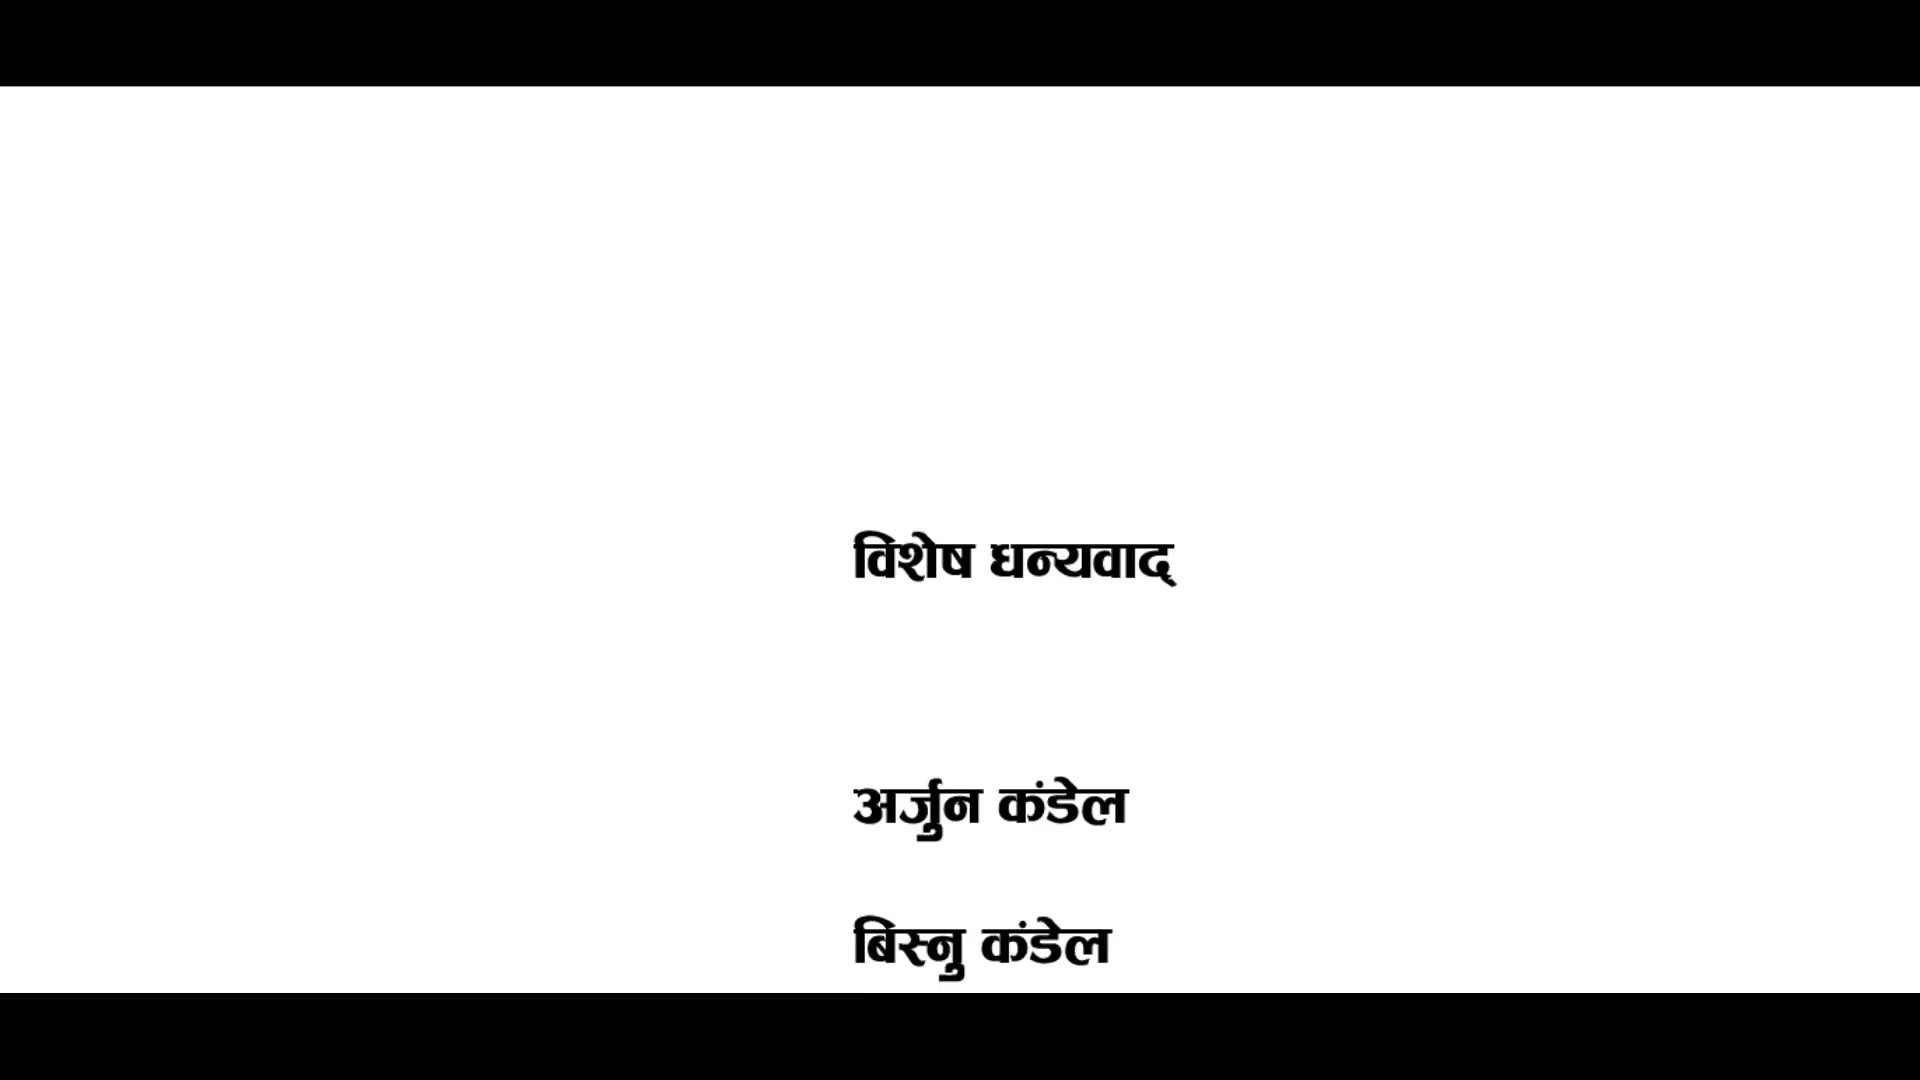 विशेष धन्यवाद्
अर्जुन कंडेल
बिस्नु कंडेल